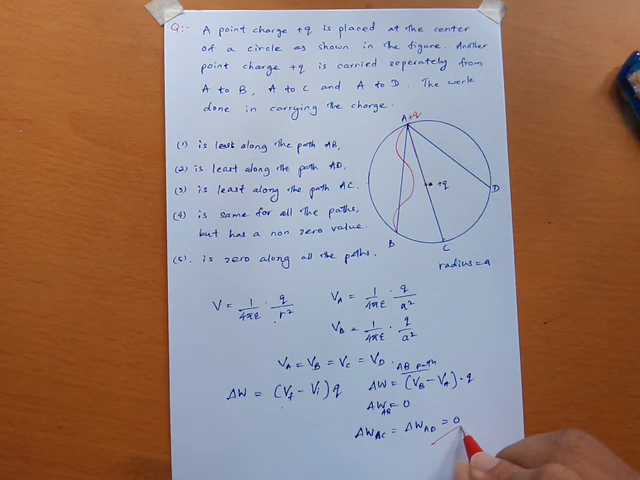 Q:- A point charge +q is placed at the center
of a circle as shown in the figure. Another
point charge +q is carried seperately from
A to B, A to C and A to D. The work
done in carrying the charge.
A +q
(1) is least along the path AB,
(2) is least along the path AD.
(3) is least along the path AC.
(4) is same for all the paths,
but has a non zero value.
(5). is zero along all the paths.
+q
D
B
C
radius = a
V = 1/4πε · q/r²
V_A = 1/4πε · q/a²
V_B = 1/4πε · q/a²
V_A = V_B = V_C = V_D.
AB path
ΔW = (V_f − V_i) q
ΔW = (V_B − V_A) · q
ΔW_AB = 0
ΔW_AC = ΔW_AD = 0